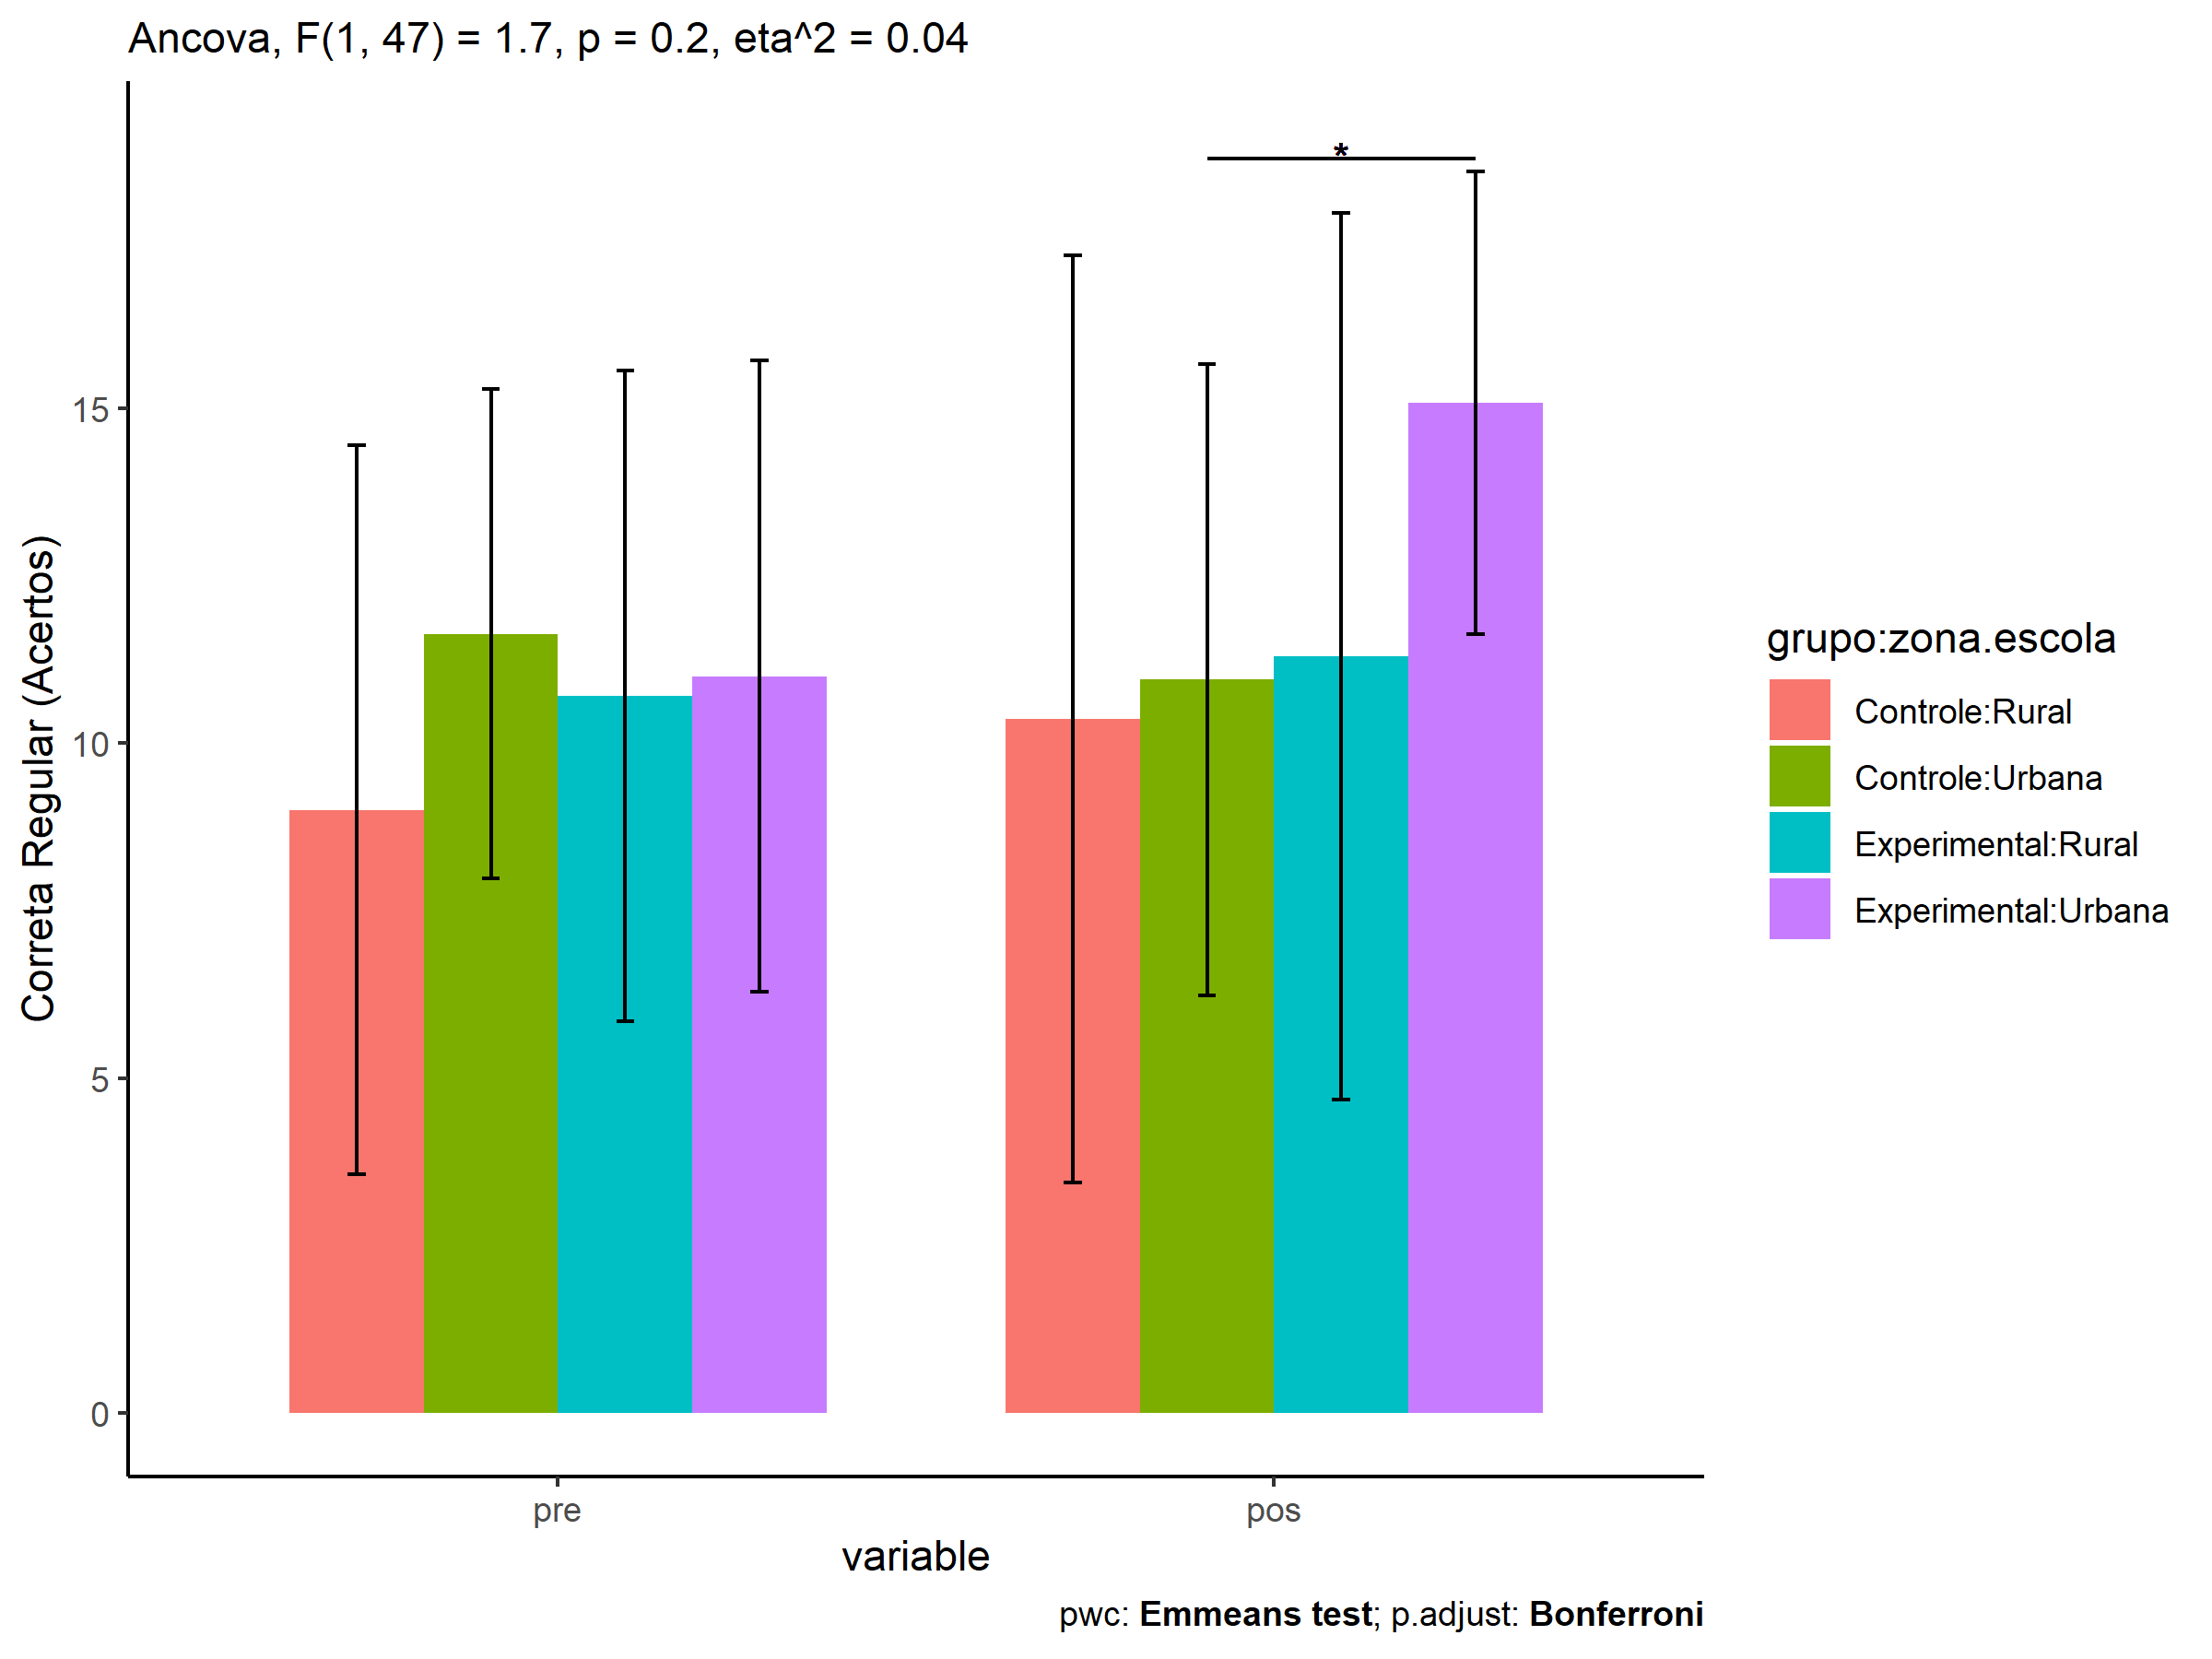 Ancova, F(1, 47) = 1.7, p = 0.2, eta^2 = 0.04
*
Correta Regular (Acertos)
15
10
5
0
pre
pos
variable
grupo:zona.escola
Controle:Rural
Controle:Urbana
Experimental:Rural
Experimental:Urbana
pwc: Emmeans test; p.adjust: Bonferroni